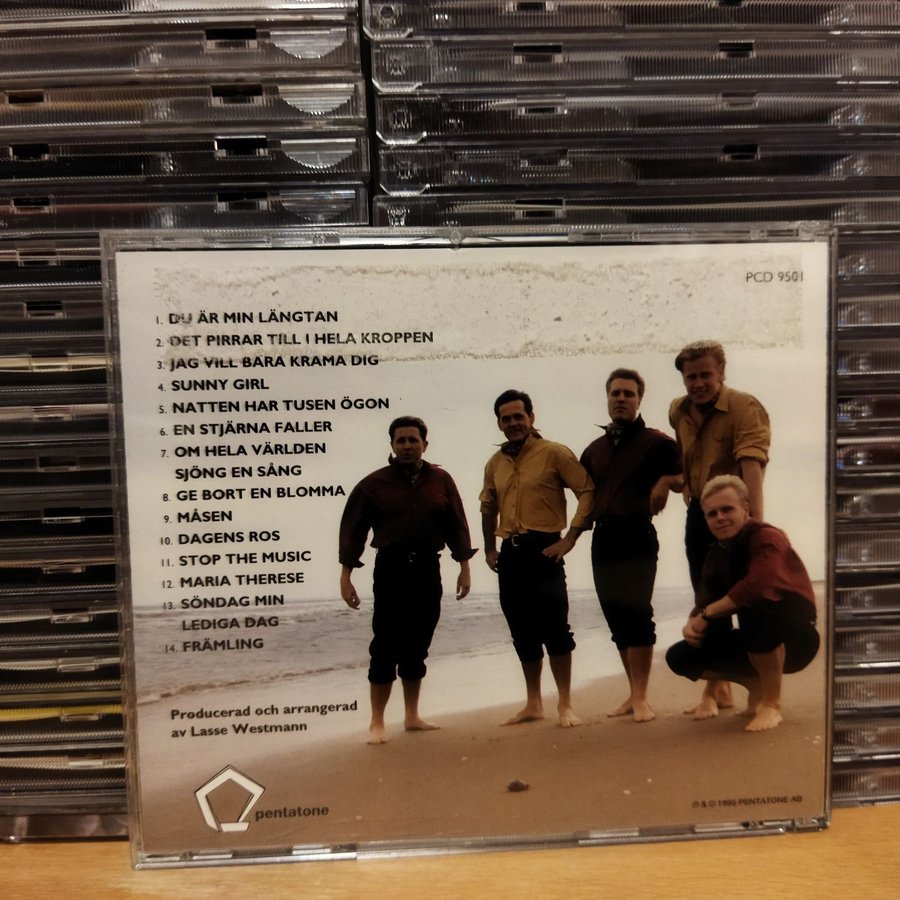 PCD 9501
1. DU ÄR MIN LÄNGTAN
2. DET PIRRAR TILL I HELA KROPPEN
3. JAG VILL BARA KRAMA DIG
4. SUNNY GIRL
5. NATTEN HAR TUSEN ÖGON
6. EN STJÄRNA FALLER
7. OM HELA VÄRLDEN
SJÖNG EN SÅNG
8. GE BORT EN BLOMMA
9. MÅSEN
10. DAGENS ROS
11. STOP THE MUSIC
12. MARIA THERESE
13. SÖNDAG MIN
LEDIGA DAG
14. FRÄMLING
Producerad och arrangerad
av Lasse Westmann
pentatone
℗ & © 1995 PENTATONE AB